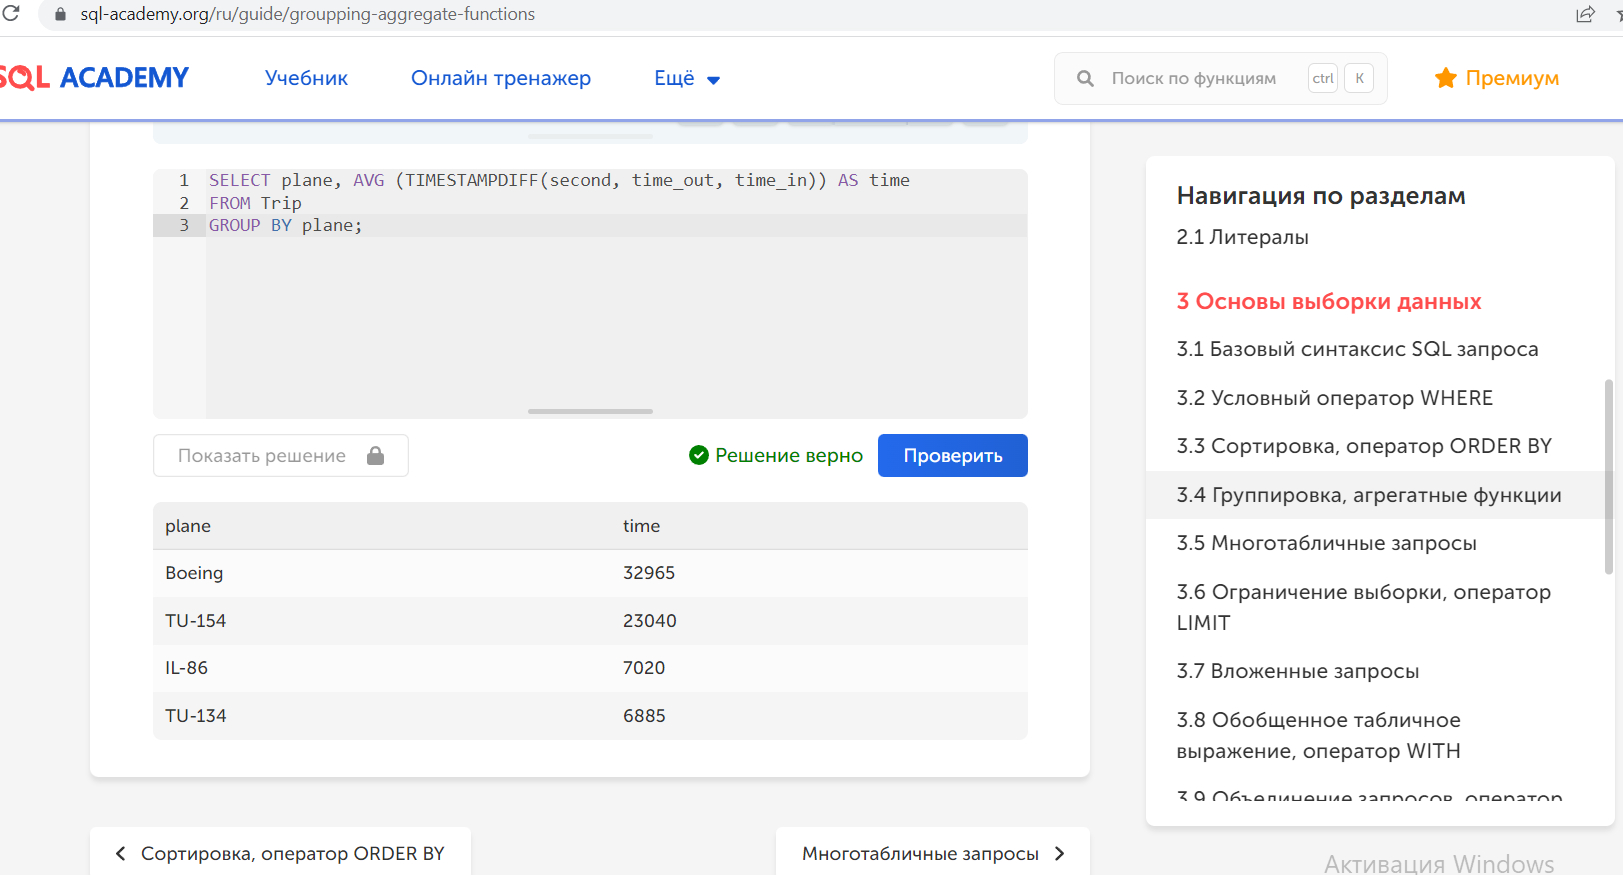 sql-academy.org/ru/guide/groupping-aggregate-functions
SQL ACADEMY
Учебник
Онлайн тренажер
Ещё
Поиск по функциям
ctrl
K
Премиум
1 SELECT plane, AVG (TIMESTAMPDIFF(second, time_out, time_in)) AS time
2 FROM Trip
3 GROUP BY plane;
Показать решение
Решение верно
Проверить
plane time
Boeing 32965
TU-154 23040
IL-86 7020
TU-134 6885
Сортировка, оператор ORDER BY
Многотабличные запросы
Навигация по разделам
2.1 Литералы
3 Основы выборки данных
3.1 Базовый синтаксис SQL запроса
3.2 Условный оператор WHERE
3.3 Сортировка, оператор ORDER BY
3.4 Группировка, агрегатные функции
3.5 Многотабличные запросы
3.6 Ограничение выборки, оператор
LIMIT
3.7 Вложенные запросы
3.8 Обобщенное табличное
выражение, оператор WITH
3.9 Объединение запросов, оператор
Активация Windows